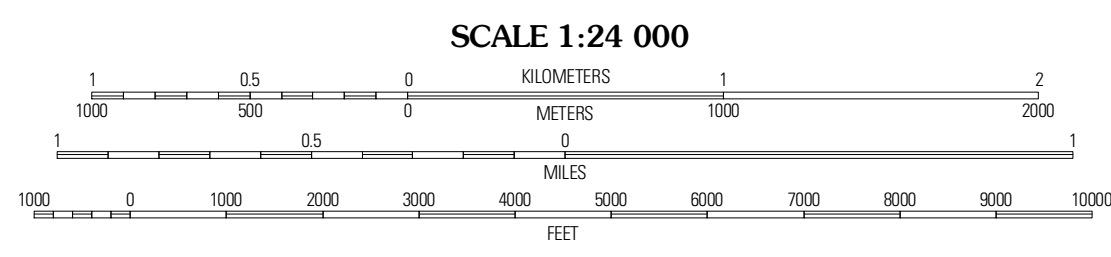 SCALE 1:24 000
1 0.5 0 KILOMETERS 1 2
1000 500 0 METERS 1000 2000
1 0.5 0 1
MILES
1000 0 1000 2000 3000 4000 5000 6000 7000 8000 9000 10000
FEET